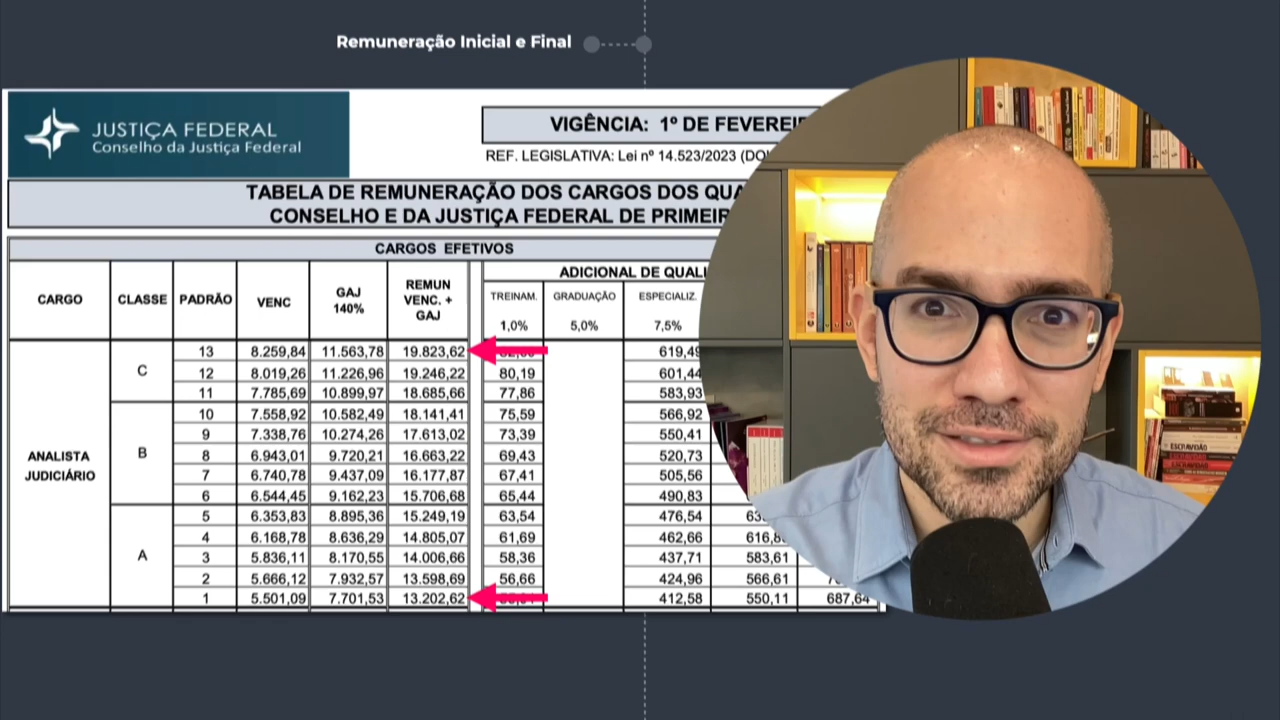 Remuneração Inicial e Final
JUSTIÇA FEDERAL
Conselho da Justiça Federal
VIGÊNCIA: 1º DE
REF. LEGISLATIVA: Lei nº 14.523/2023
TABELA DE REMUNERAÇÃO DOS CARGOS DOS
CONSELHO E DA JUSTIÇA FEDERAL DE
CARGOS EFETIVOS
CARGO CLASSE PADRÃO VENC GAJ 140% REMUN VENC. + GAJ
ADICIONAL DE
TREINAM. GRADUAÇÃO ESPECIALIZ.
1,0% 5,0% 7,5%
ANALISTA JUDICIÁRIO
C
13 8.259,84 11.563,78 19.823,62 619,49
12 8.019,26 11.226,96 19.246,22 80,19 601,44
11 7.785,69 10.899,97 18.685,66 77,86 583,93
B
10 7.558,92 10.582,49 18.141,41 75,59 566,92
9 7.338,76 10.274,26 17.613,02 73,39 550,41
8 6.943,01 9.720,21 16.663,22 69,43 520,73
7 6.740,78 9.437,09 16.177,87 67,41 505,56
6 6.544,45 9.162,23 15.706,68 65,44 490,83
A
5 6.353,83 8.895,36 15.249,19 63,54 476,54
4 6.168,78 8.636,29 14.805,07 61,69 462,66
3 5.836,11 8.170,55 14.006,66 58,36 437,71 583,61
2 5.666,12 7.932,57 13.598,69 56,66 424,96 566,61
1 5.501,09 7.701,53 13.202,62 412,58 550,11 687,64
ESCRAVIDÃO